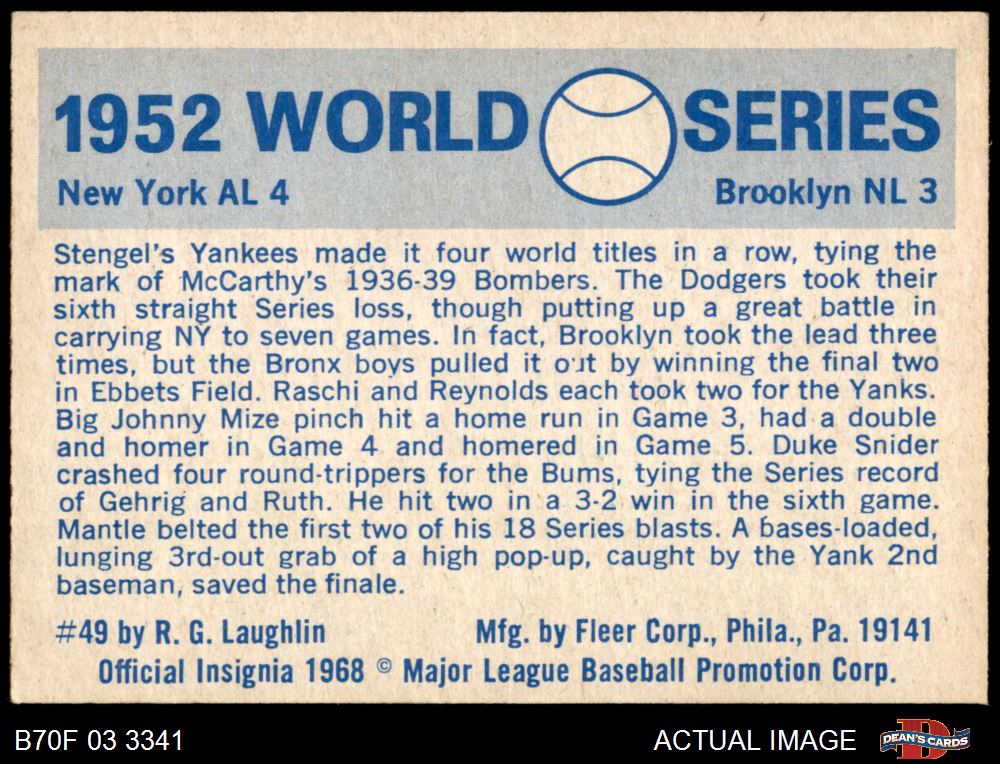 1952 WORLD SERIES
New York AL 4 Brooklyn NL 3
Stengel's Yankees made it four world titles in a row, tying the
mark of McCarthy's 1936-39 Bombers. The Dodgers took their
sixth straight Series loss, though putting up a great battle in
carrying NY to seven games. In fact, Brooklyn took the lead three
times, but the Bronx boys pulled it out by winning the final two
in Ebbets Field. Raschi and Reynolds each took two for the Yanks.
Big Johnny Mize pinch hit a home run in Game 3, had a double
and homer in Game 4 and homered in Game 5. Duke Snider
crashed four round-trippers for the Bums, tying the Series record
of Gehrig and Ruth. He hit two in a 3-2 win in the sixth game.
Mantle belted the first two of his 18 Series blasts. A bases-loaded,
lunging 3rd-out grab of a high pop-up, caught by the Yank 2nd
baseman, saved the finale.
#49 by R. G. Laughlin Mfg. by Fleer Corp., Phila., Pa. 19141
Official Insignia 1968 © Major League Baseball Promotion Corp.
B70F 03 3341 ACTUAL IMAGE DEAN'S CARDS